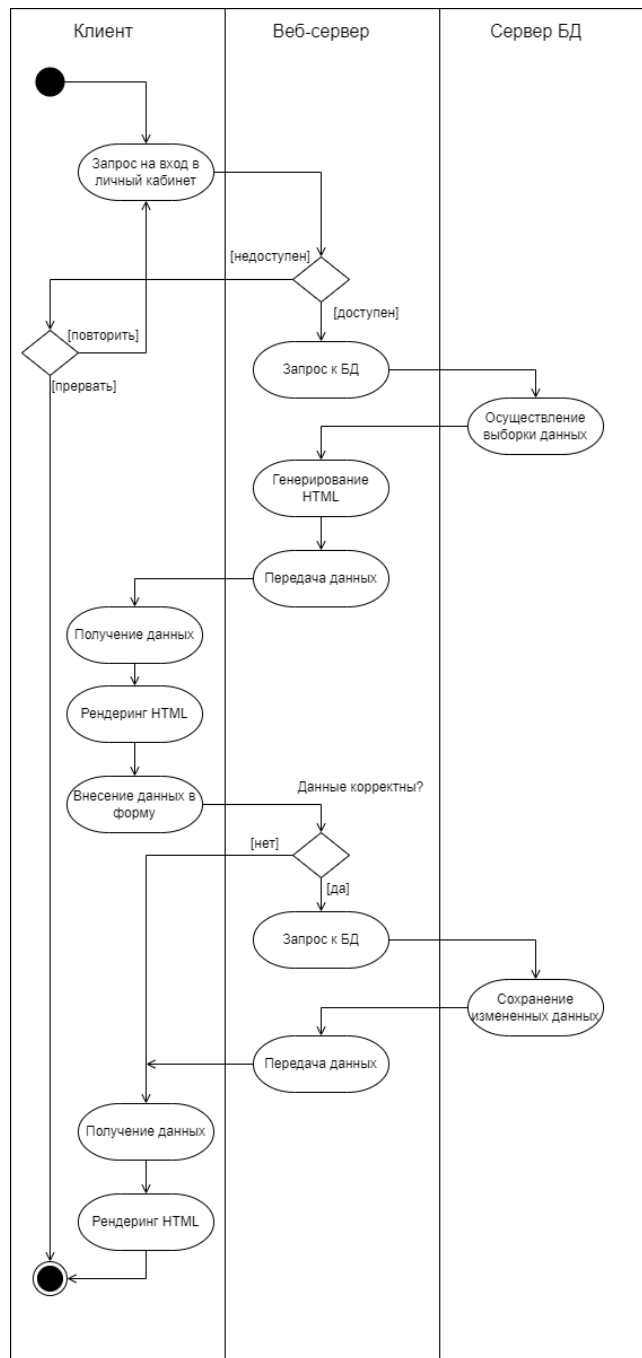 Клиент
Веб-сервер
Сервер БД
Запрос на вход в
личный кабинет
[недоступен]
[доступен]
[повторить]
[прервать]
Запрос к БД
Осуществление
выборки данных
Генерирование
HTML
Передача данных
Получение данных
Рендеринг HTML
Внесение данных в
форму
Данные корректны?
[нет]
[да]
Запрос к БД
Сохранение
измененных данных
Передача данных
Получение данных
Рендеринг HTML